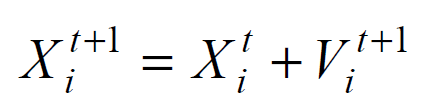 $X_i^{t+1} = X_i^t + V_i^{t+1}$